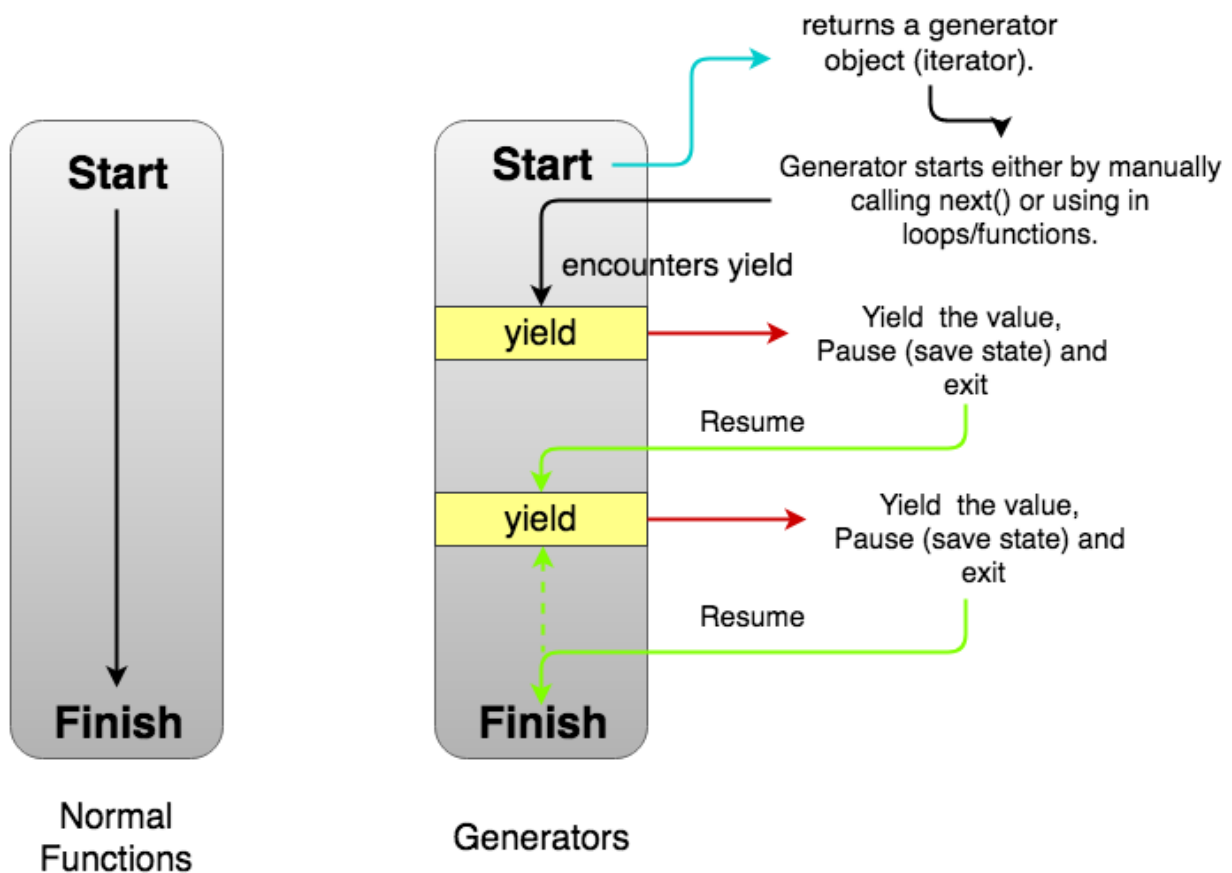 returns a generator
object (iterator).
Start
Start
Generator starts either by manually
calling next() or using in
loops/functions.
encounters yield
yield
Yield the value,
Pause (save state) and
exit
Resume
yield
Yield the value,
Pause (save state) and
exit
Resume
Finish
Finish
Normal
Functions
Generators